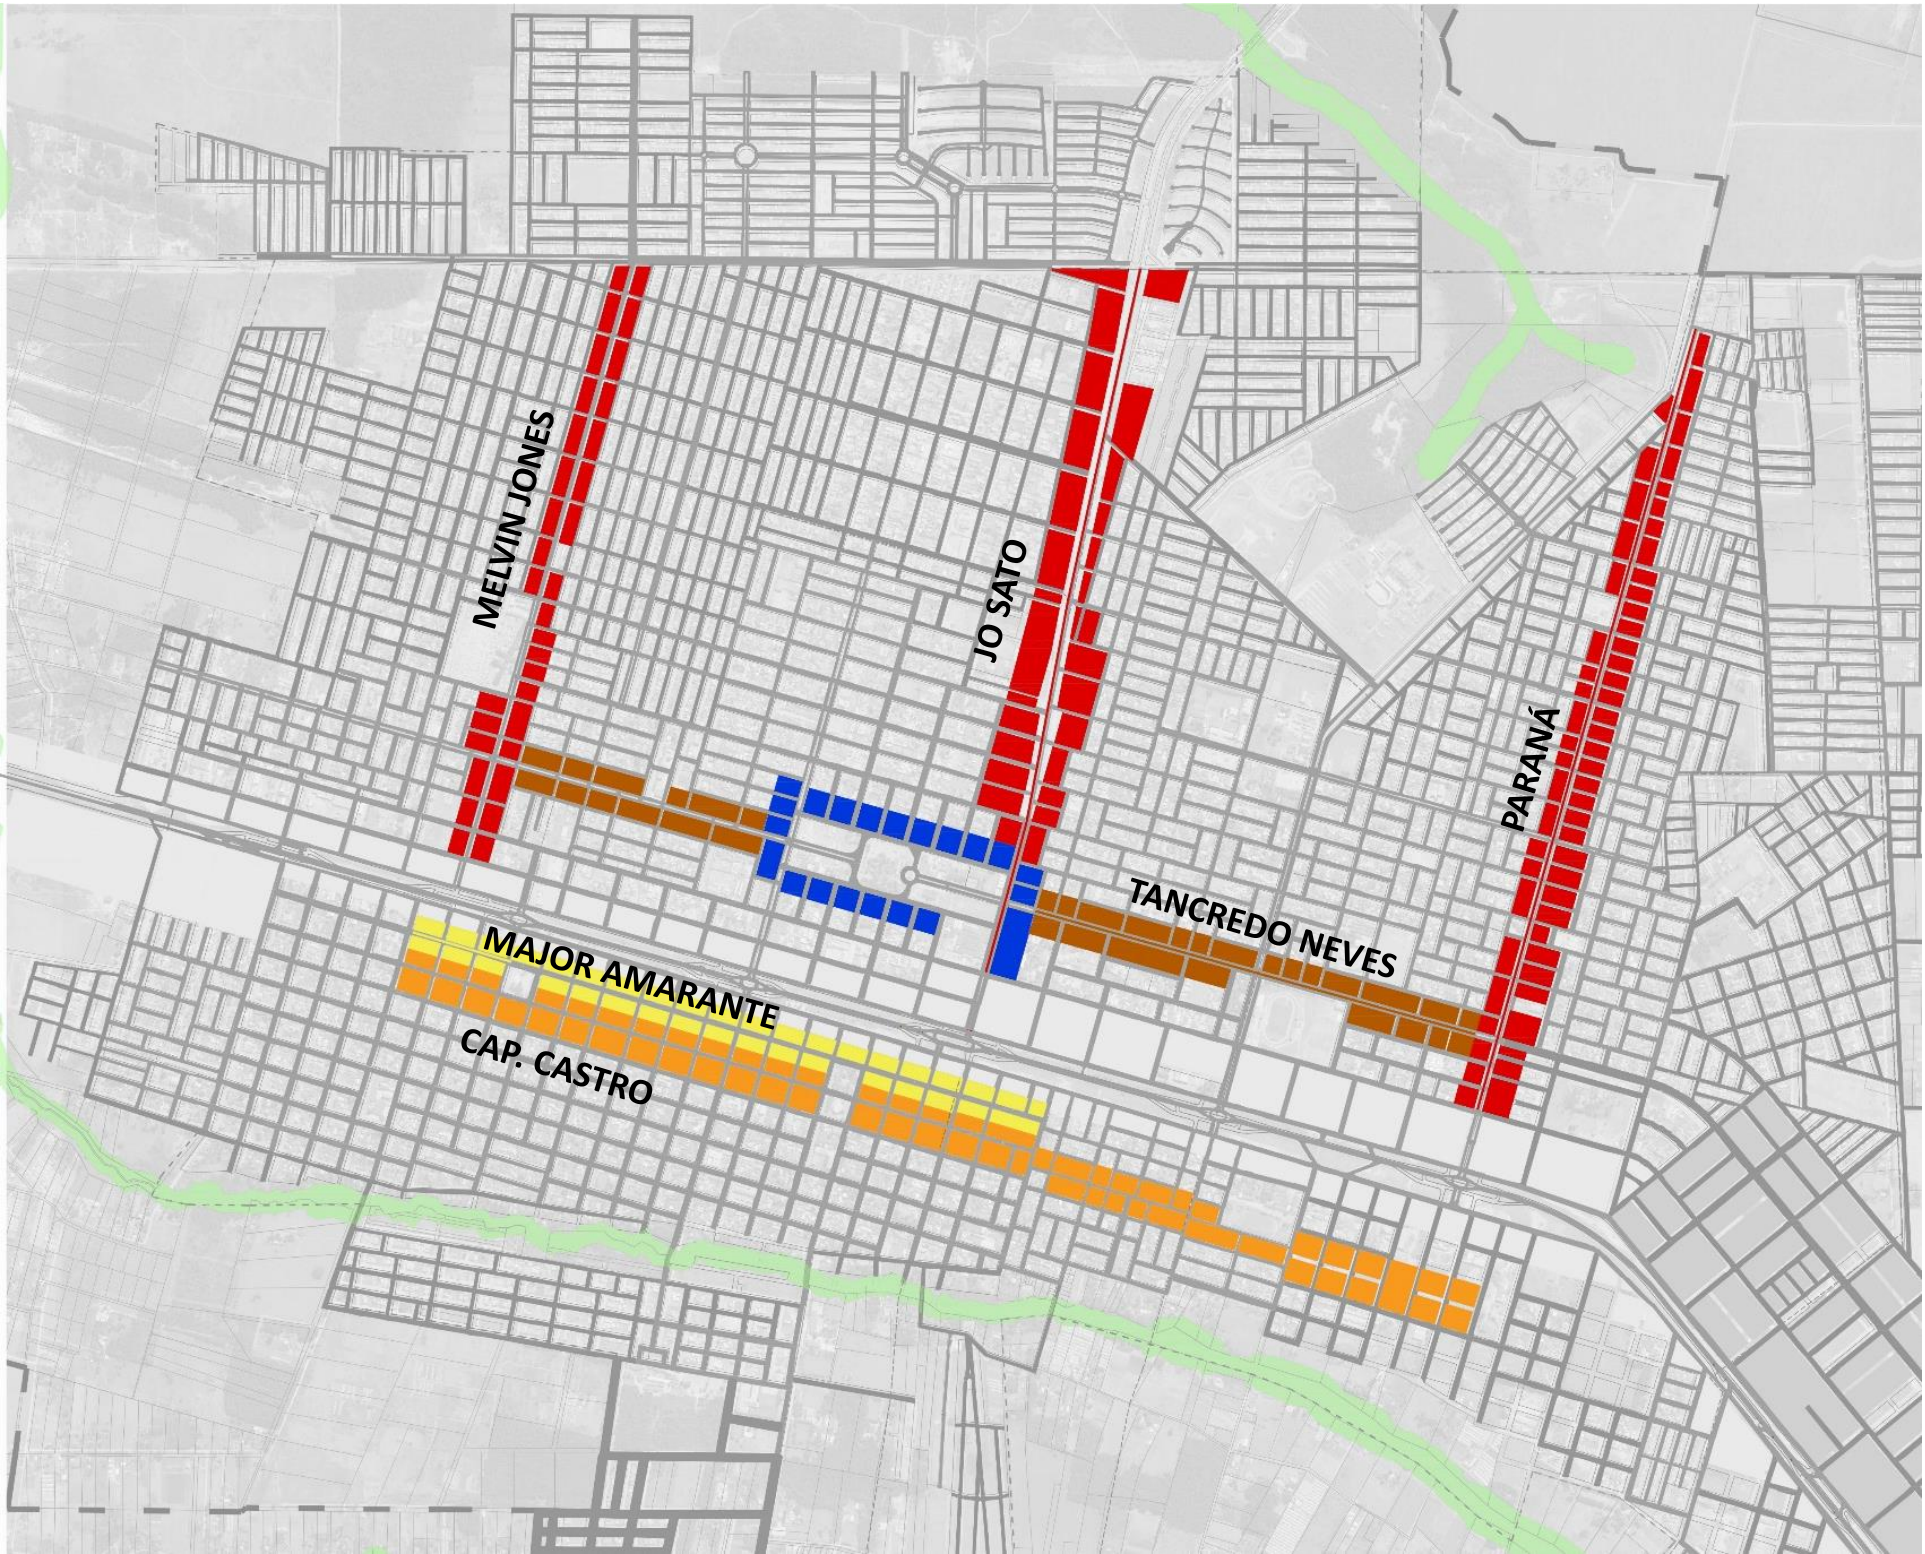 MELVIN JONES
JO SATO
PARANÁ
TANCREDO NEVES
MAJOR AMARANTE
CAP. CASTRO